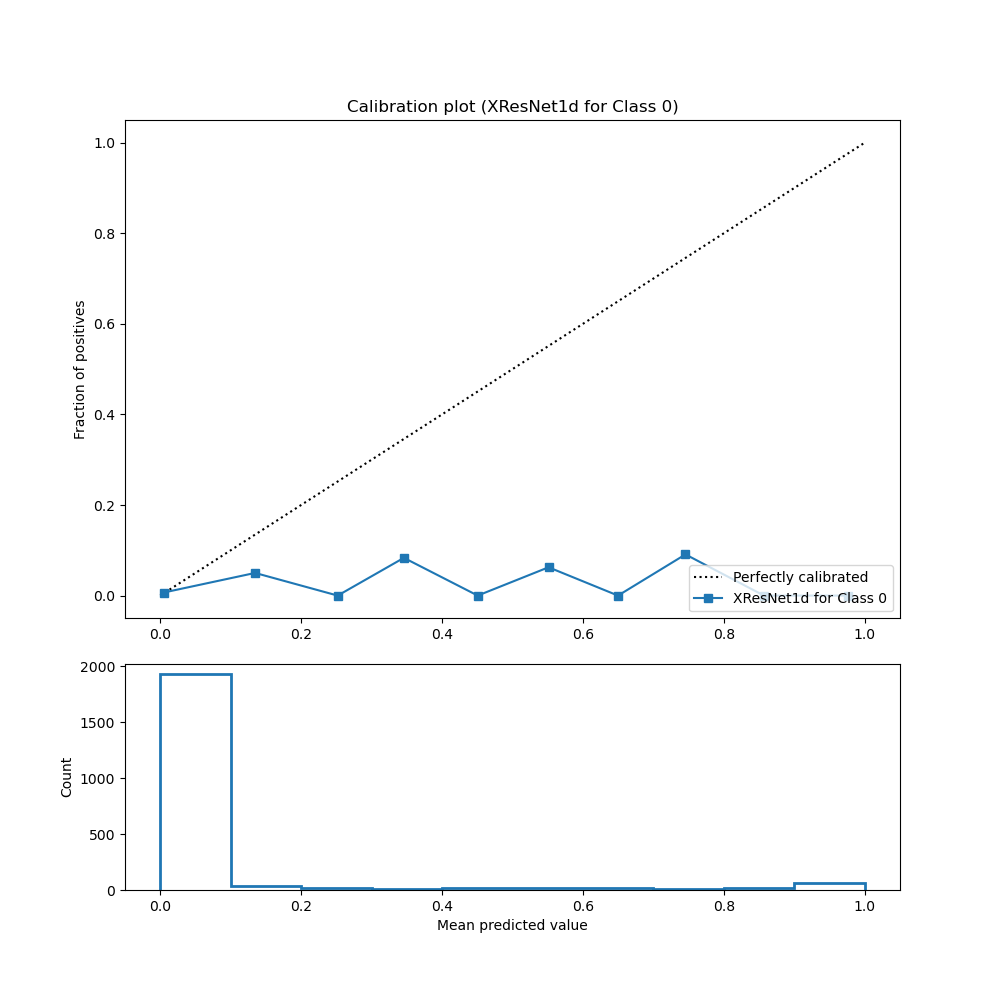 Calibration plot (XResNet1d for Class 0)
1.0
0.8
0.6
0.4
0.2
0.0
Fraction of positives
Perfectly calibrated
XResNet1d for Class 0
0.0 0.2 0.4 0.6 0.8 1.0
2000
1500
1000
500
0
Count
0.0 0.2 0.4 0.6 0.8 1.0
Mean predicted value